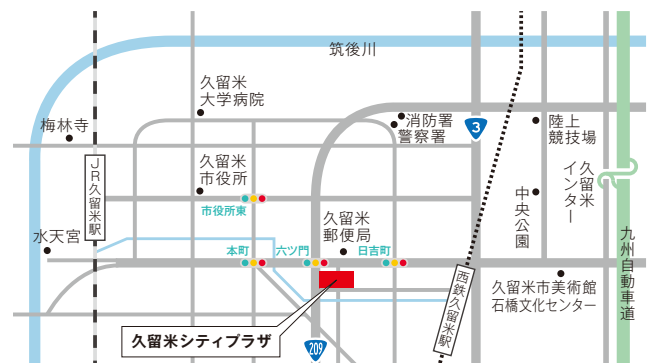 筑後川
久留米
大学病院
梅林寺
消防署
警察署
3
陸上
競技場
久留米
インター
JR久留米駅
久留米
市役所
市役所東
中央公園
九州自動車道
水天宮
本町
六ツ門
久留米
郵便局
日吉町
西鉄久留米駅
久留米市美術館
石橋文化センター
久留米シティプラザ
209